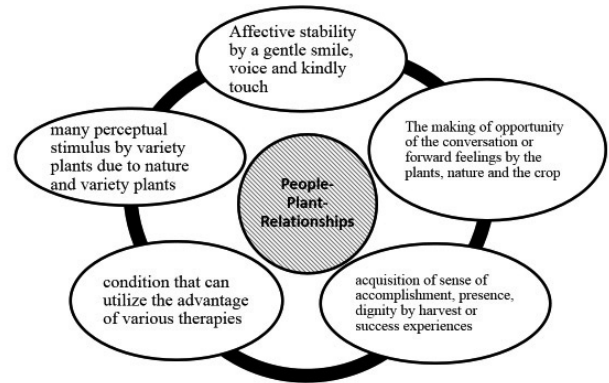 Affective stability
by a gentle smile,
voice and kindly
touch
The making of opportunity
of the conversation or
forward feelings by the
plants, nature and the crop
many perceptual
stimulus by variety
plants due to nature
and variety plants
People-
Plant-
Relationships
condition that can
utilize the advantage
of various therapies
acquisition of sense of
accomplishment, presence,
dignity by harvest or
success experiences